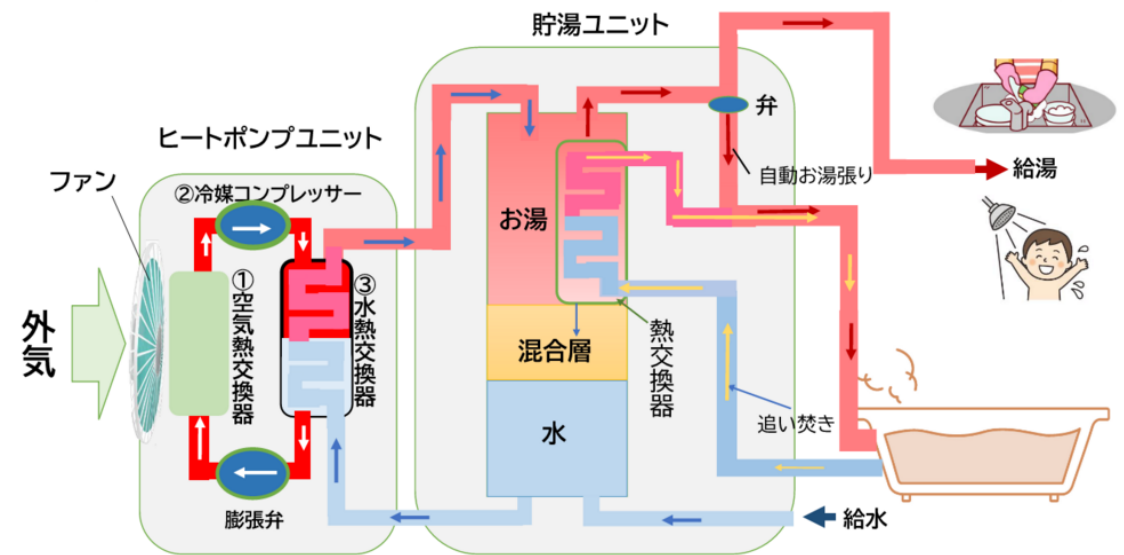 貯湯ユニット
ヒートポンプユニット
ファン
②冷媒コンプレッサー
弁
自動お湯張り
給湯
お湯
外気
①空気熱交換器
③水熱交換器
混合層
熱交換器
水
追い焚き
膨張弁
給水